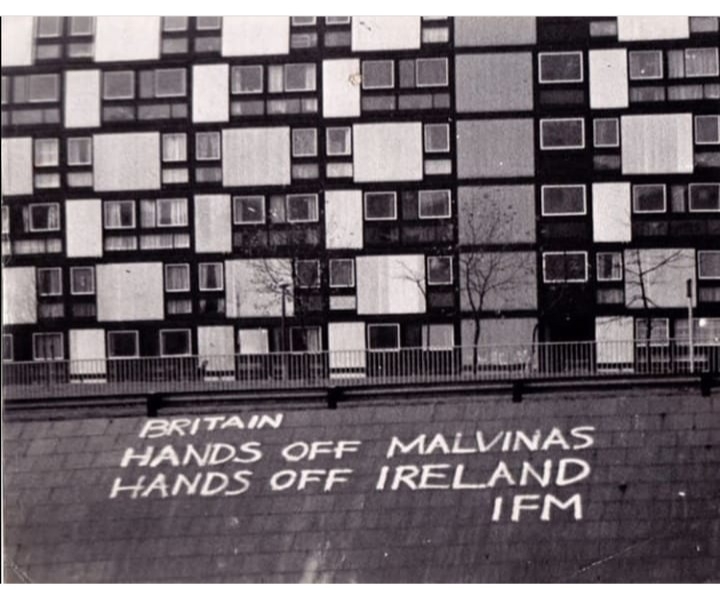 BRITAIN
HANDS OFF MALVINAS
HANDS OFF IRELAND
IFM